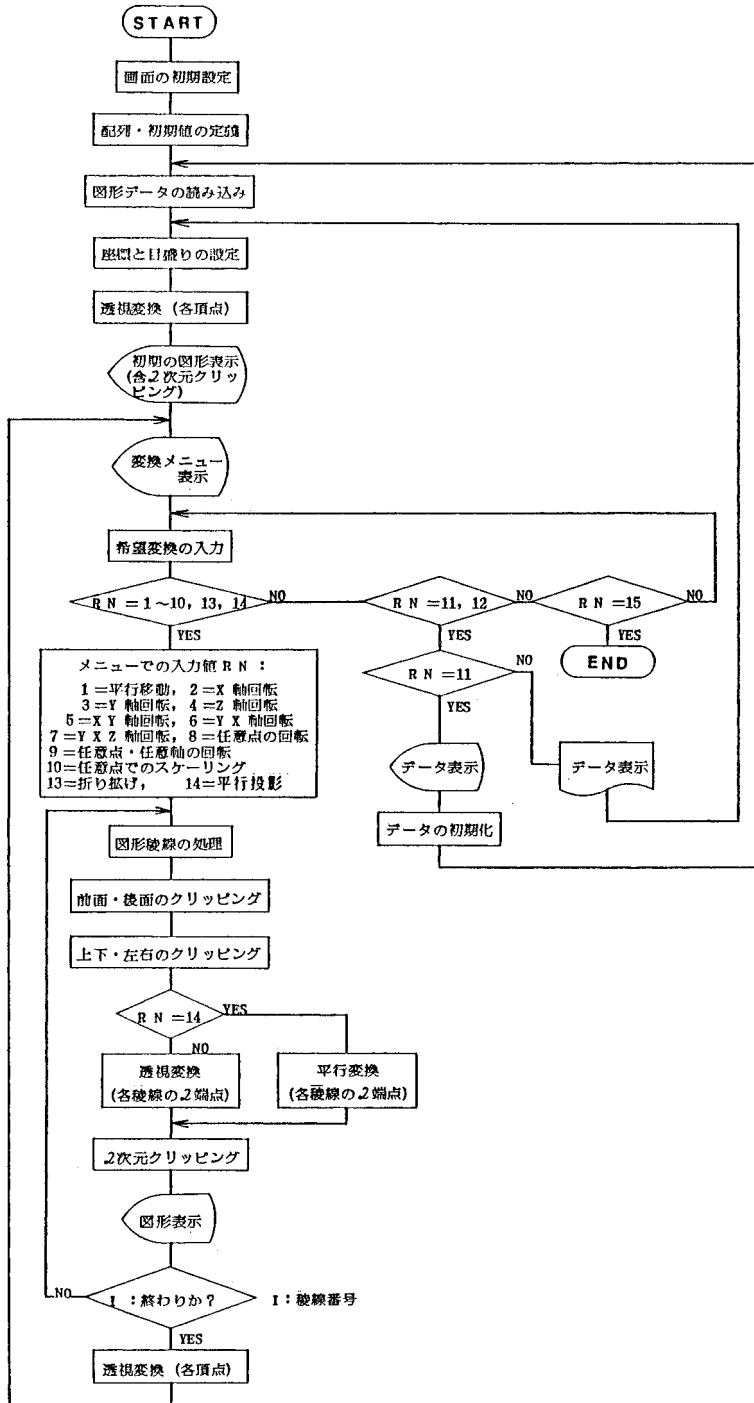 START
画面の初期設定
配列・初期値の定義
図形データの読み込み
座標と目盛りの設定
透視変換 (各頂点)
初期の図形表示
(含2次元クリッ
ピング)
変換メニュー
表示
希望変換の入力
RN=1~10, 13, 14
NO
RN=11, 12
NO
RN=15
NO
YES
YES
YES
END
メニューでの入力値RN:
1=平行移動, 2=X 軸回転
3=Y 軸回転, 4=Z 軸回転
5=XY 軸回転, 6=YX 軸回転
7=YXZ 軸回転, 8=任意点の回転
9=任意点・任意軸の回転
10=任意点でのスケーリング
13=折り拡げ, 14=平行投影
RN=11
NO
YES
データ表示
データ表示
データの初期化
図形稜線の処理
前面・後面のクリッピング
上下・左右のクリッピング
RN=14
YES
NO
透視変換
(各稜線の2端点)
平行変換
(各稜線の2端点)
2次元クリッピング
図形表示
NO
I:終わりか?
I:稜線番号
YES
透視変換 (各頂点)